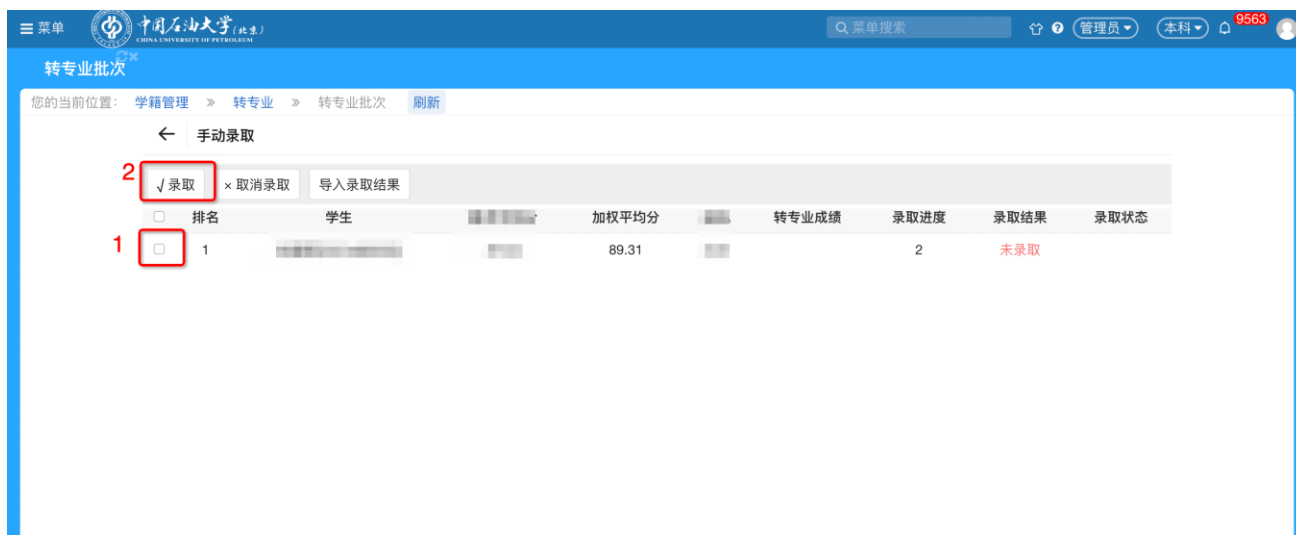 菜单 中国石油大学(北京) 菜单搜索 管理员 本科 9563
CHINA UNIVERSITY OF PETROLEUM
转专业批次
您的当前位置： 学籍管理 » 转专业 » 转专业批次 刷新
← 手动录取
2 √ 录取 × 取消录取 导入录取结果
排名 学生 加权平均分 转专业成绩 录取进度 录取结果 录取状态
1 1 89.31 2 未录取